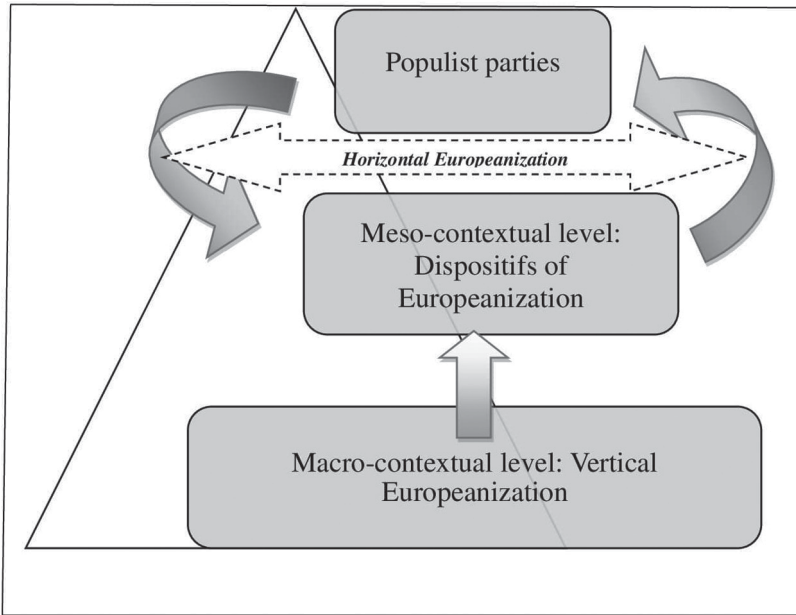 Populist parties
Horizontal Europeanization
Meso-contextual level:
Dispositifs of
Europeanization
Macro-contextual level: Vertical
Europeanization